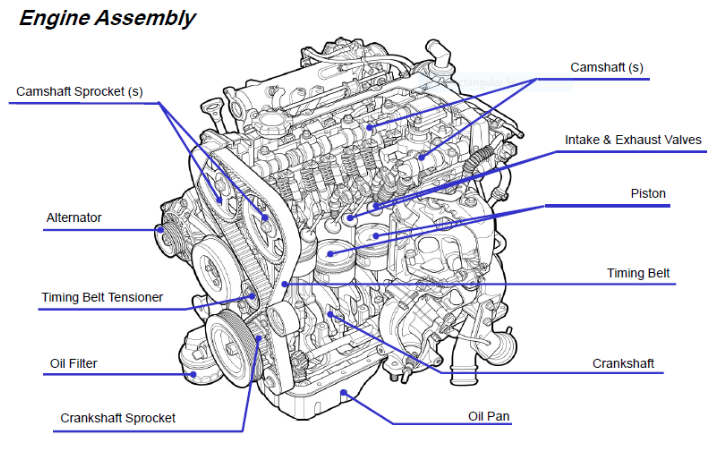 Engine Assembly
Camshaft (s)
Camshaft Sprocket (s)
Intake & Exhaust Valves
Piston
Alternator
Timing Belt
Timing Belt Tensioner
Oil Filter
Crankshaft
Crankshaft Sprocket
Oil Pan